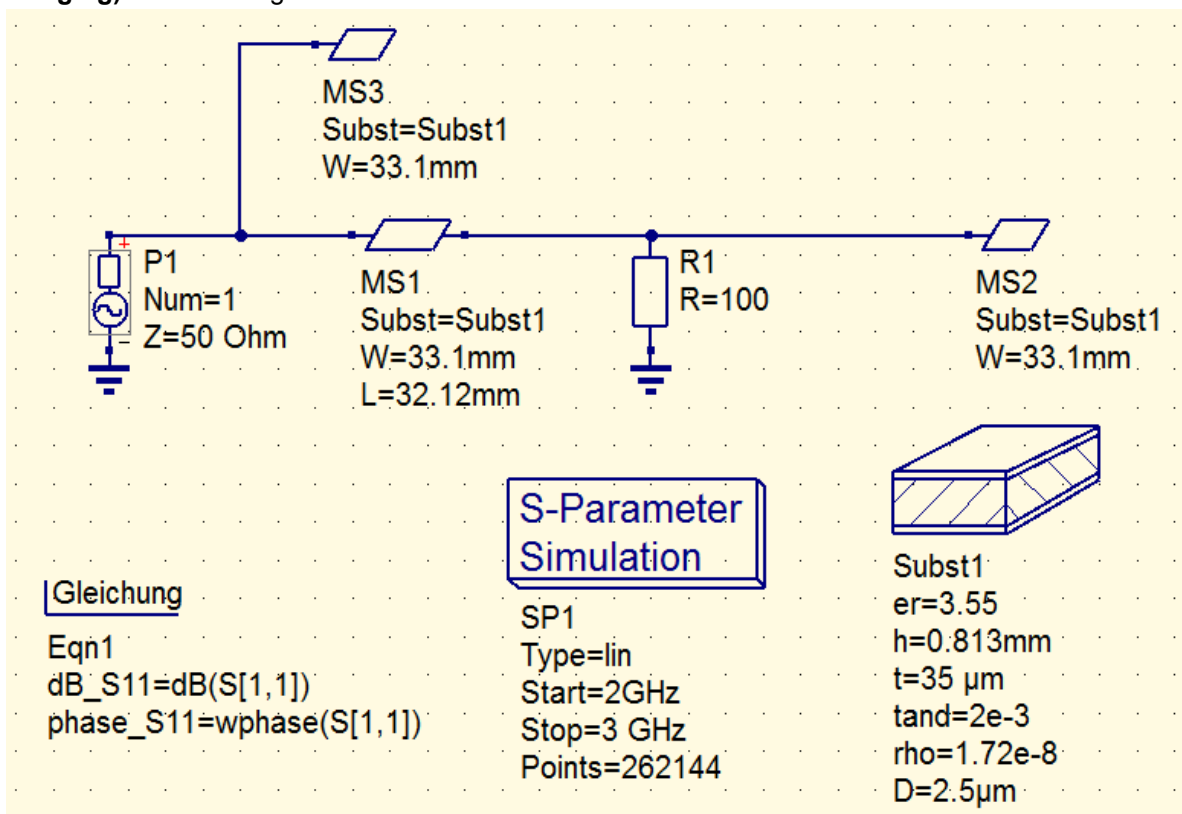 MS3
Subst=Subst1
W=33.1mm
P1
Num=1
Z=50 Ohm
MS1
Subst=Subst1
W=33.1mm
L=32.12mm
R1
R=100
MS2
Subst=Subst1
W=33.1mm
Gleichung
Eqn1
dB_S11=dB(S[1,1])
phase_S11=wphase(S[1,1])
S-Parameter
Simulation
SP1
Type=lin
Start=2GHz
Stop=3 GHz
Points=262144
Subst1
er=3.55
h=0.813mm
t=35 µm
tand=2e-3
rho=1.72e-8
D=2.5µm